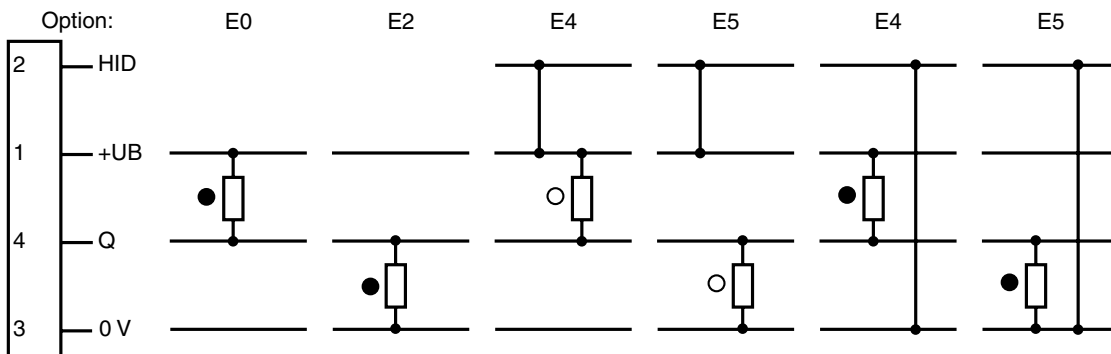 Option: E0 E2 E4 E5 E4 E5
2 HID
1 +UB
4 Q
3 0 V